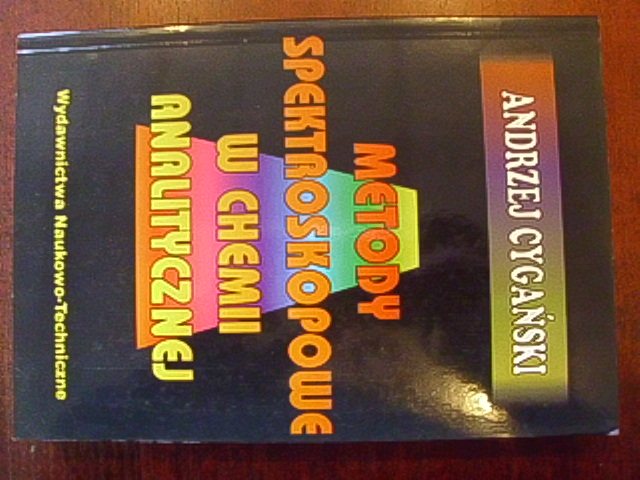 ANDRZEJ CYGAŃSKI
METODY
SPEKTROSKOPOWE
W CHEMII
ANALITYCZNEJ
Wydawnictwa Naukowo-Techniczne